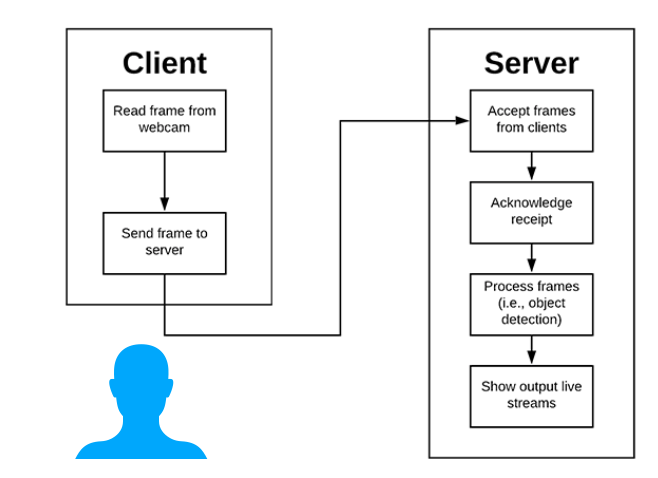 Client
Read frame from
webcam
Send frame to
server
Server
Accept frames
from clients
Acknowledge
receipt
Process frames
(i.e., object
detection)
Show output live
streams